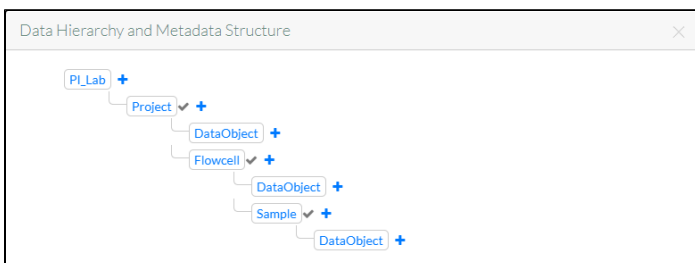 Data Hierarchy and Metadata Structure
PI_Lab
Project
DataObject
Flowcell
DataObject
Sample
DataObject